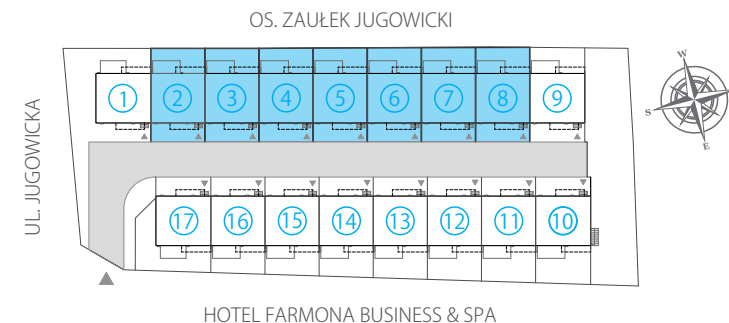 OS. ZAUŁEK JUGOWICKI
UL. JUGOWICKA
1 2 3 4 5 6 7 8 9
W
S
E
17 16 15 14 13 12 11 10
HOTEL FARMONA BUSINESS & SPA